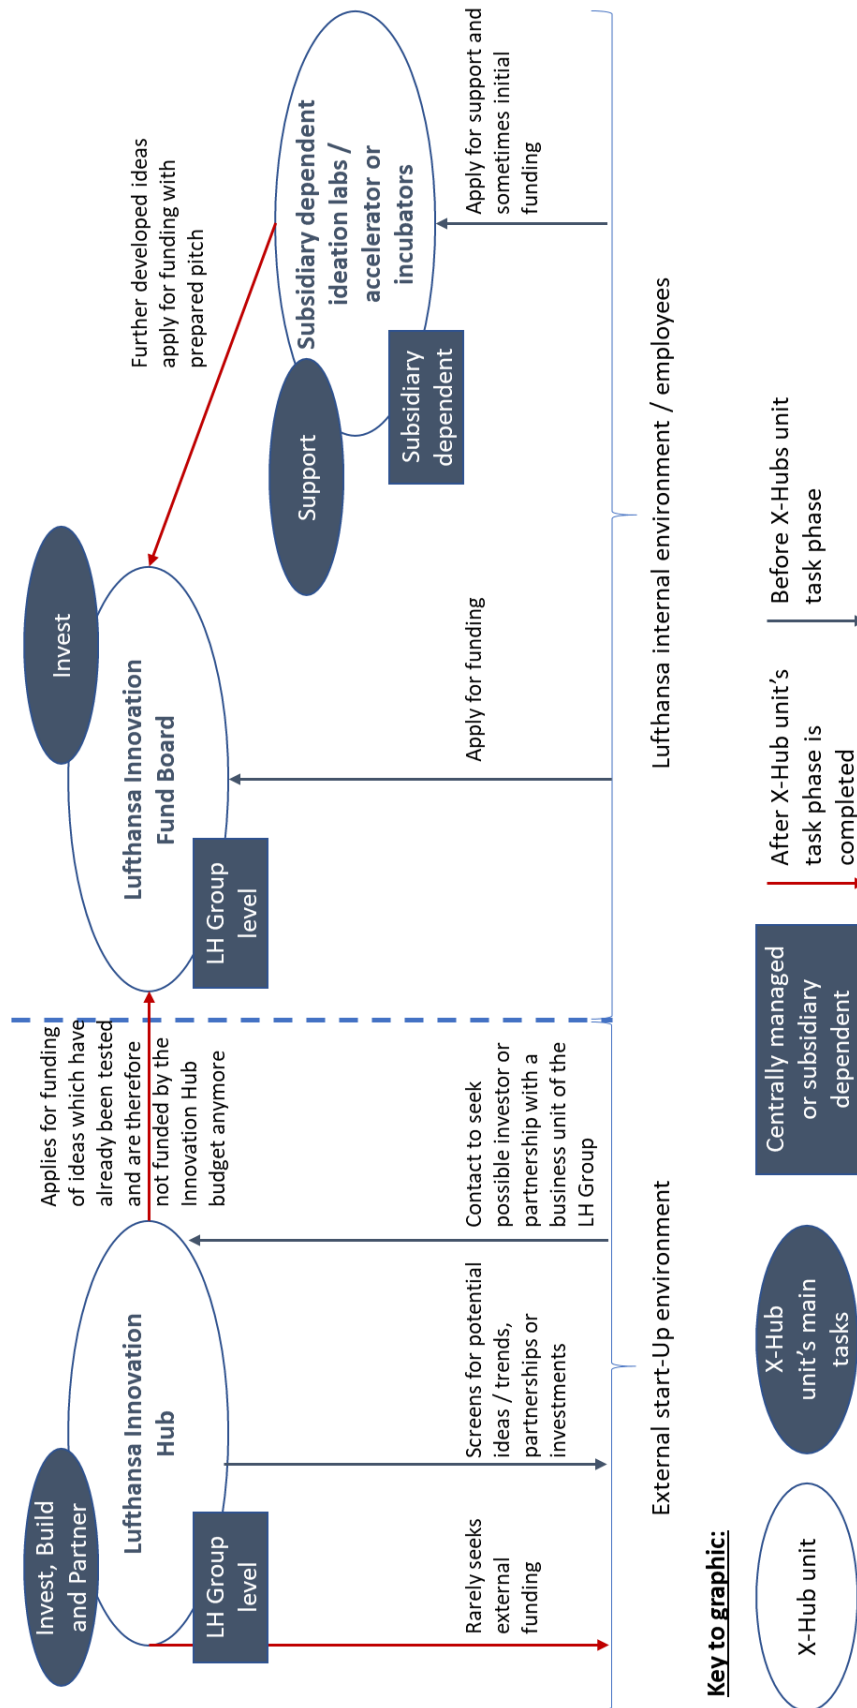 Invest, Build
and Partner
Lufthansa Innovation
Hub
LH Group
level
Applies for funding
of ideas which have
already been tested
and are therefore
not funded by the
Innovation Hub
budget anymore
Invest
Lufthansa Innovation
Fund Board
LH Group
level
Further developed ideas
apply for funding with
prepared pitch
Support
Subsidiary dependent
ideation labs /
accelerator or
incubators
Subsidiary
dependent
Rarely seeks
external
funding
Screens for potential
ideas / trends,
partnerships or
investments
Contact to seek
possible investor or
partnership with a
business unit of the
LH Group
Apply for funding
Apply for support and
sometimes initial
funding
External start-Up environment
Lufthansa internal environment / employees
Key to graphic:
X-Hub unit
X-Hub
unit's main
tasks
Centrally managed
or subsidiary
dependent
After X-Hub unit's
task phase is
completed
Before X-Hubs unit
task phase